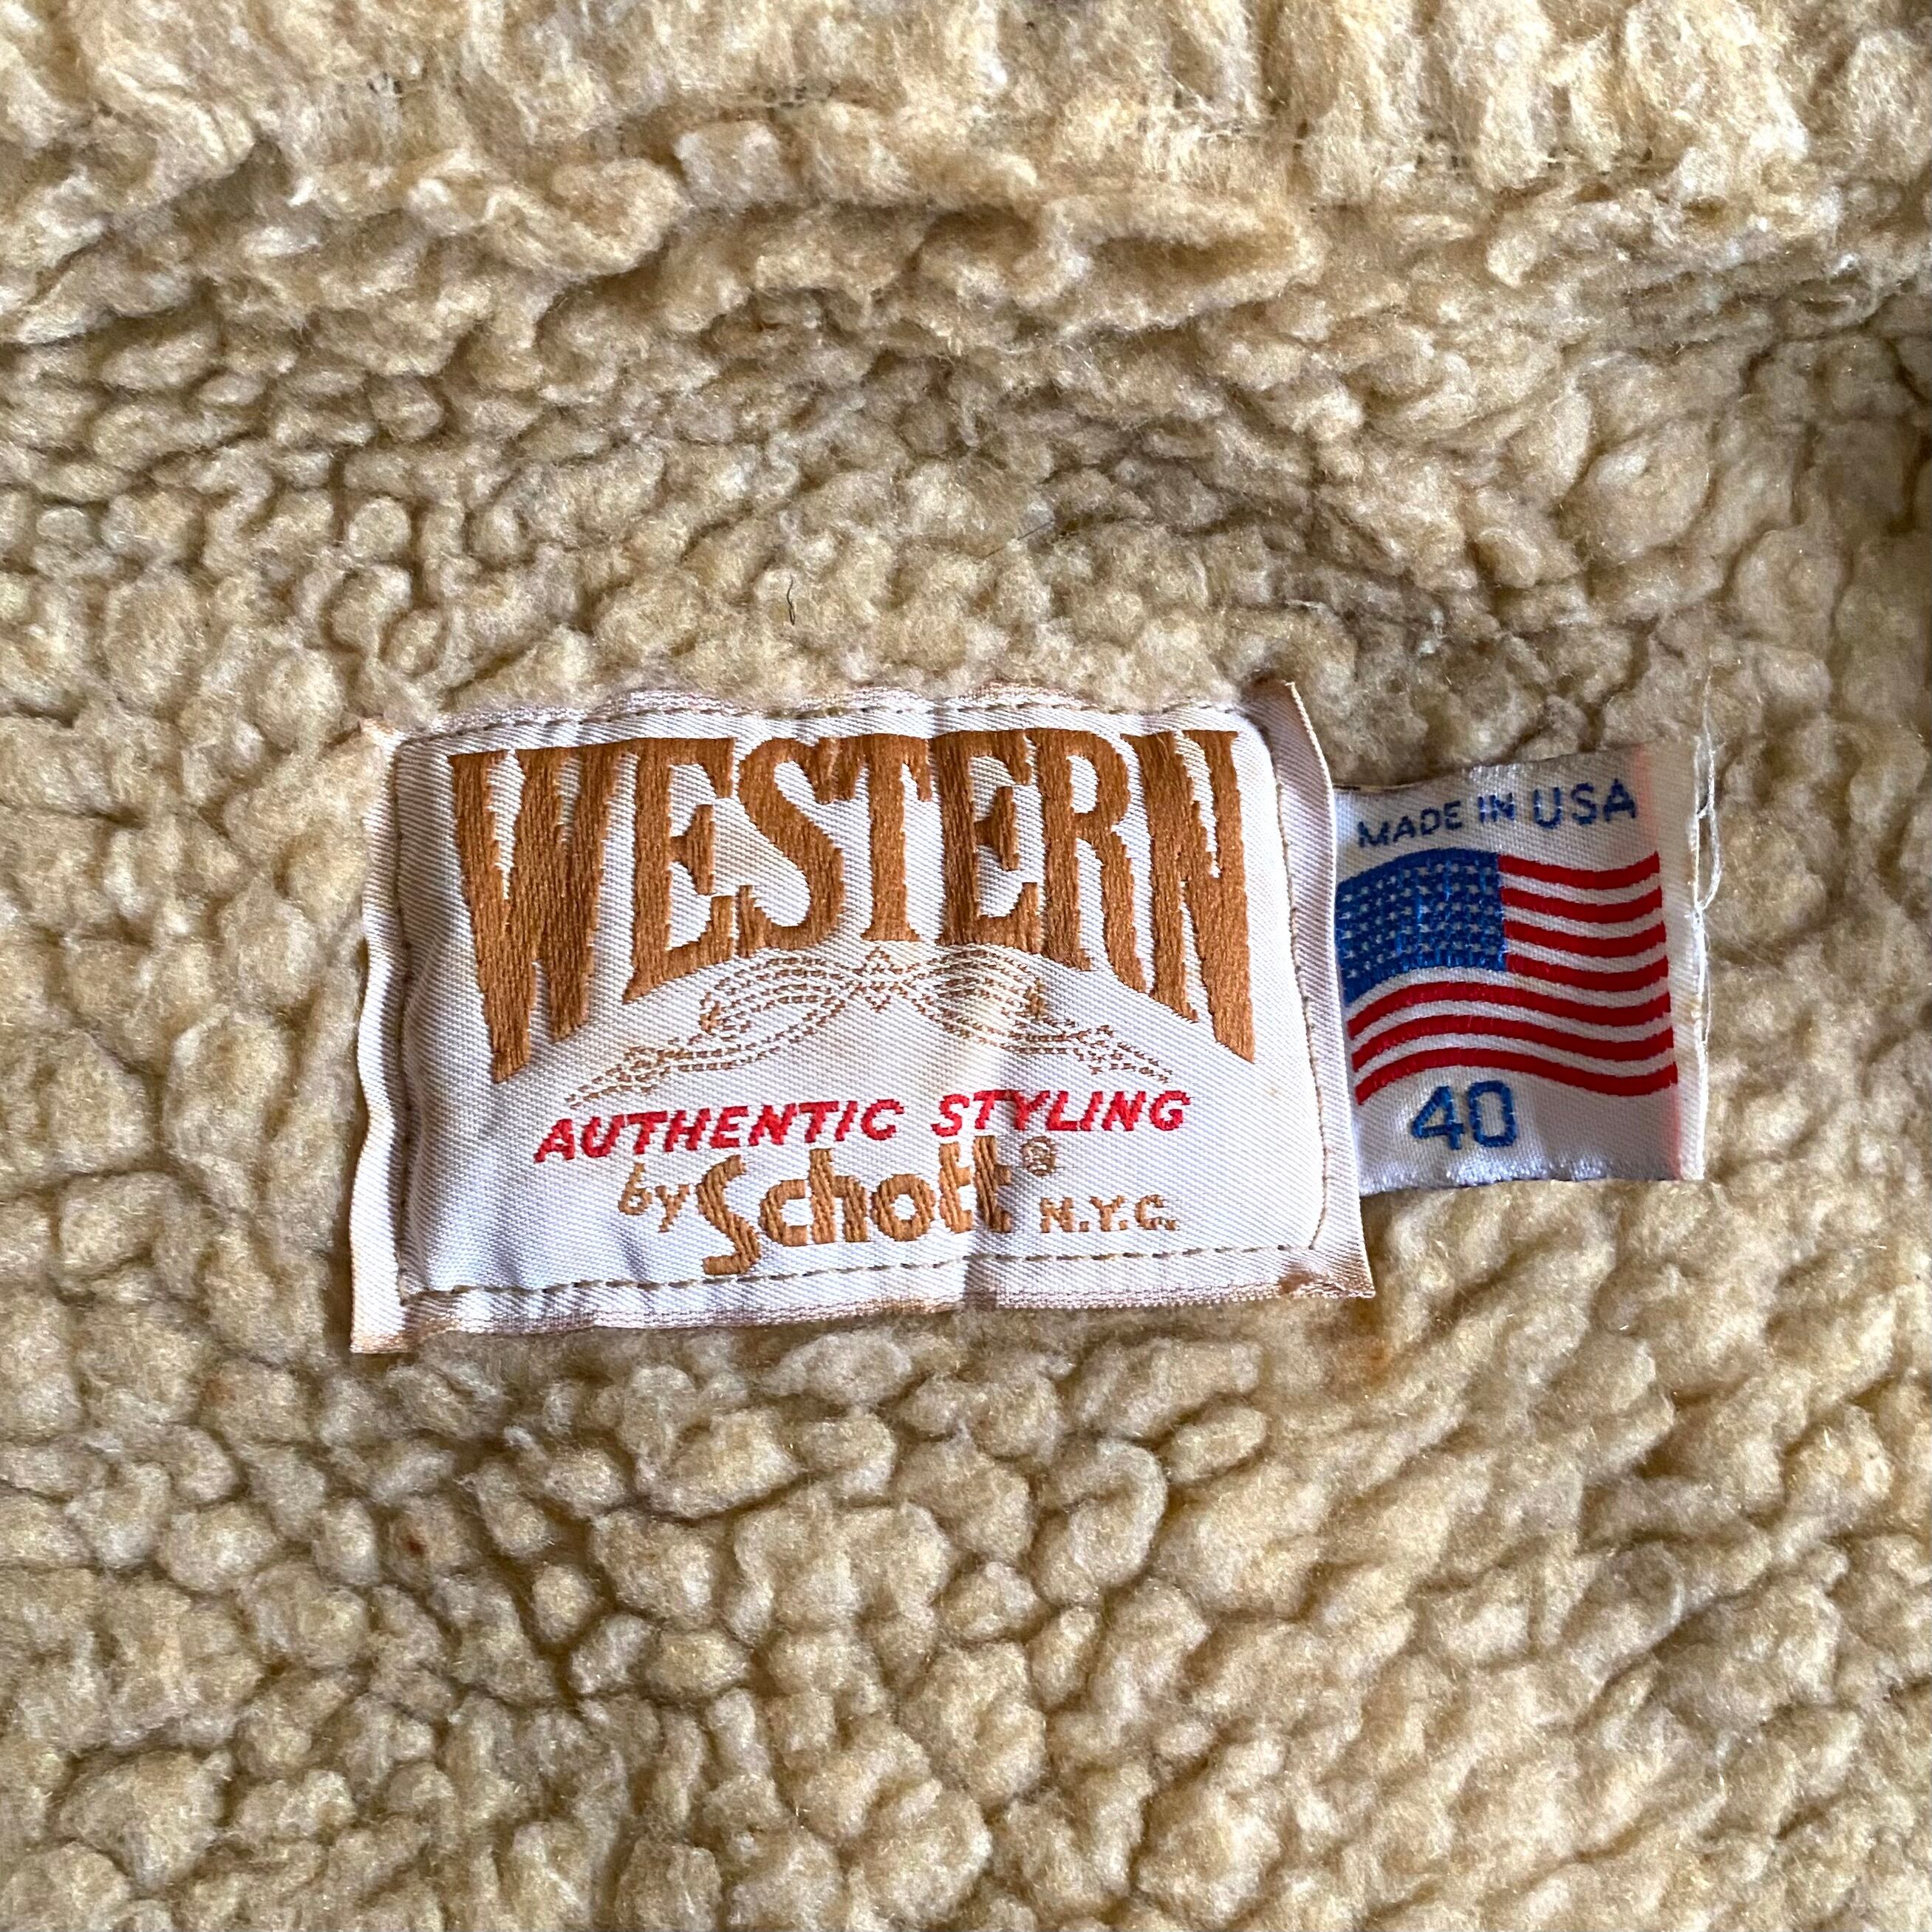 WESTERN
AUTHENTIC STYLING
by Schott® N.Y.C.
MADE IN USA
40